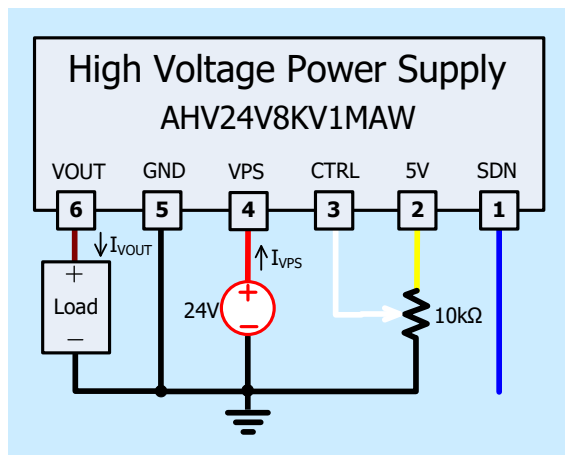 High Voltage Power Supply
AHV24V8KV1MAW
VOUT GND VPS CTRL 5V SDN
6 5 4 3 2 1
IVOUT IVPS
+ +
Load 24V 10kΩ
− −